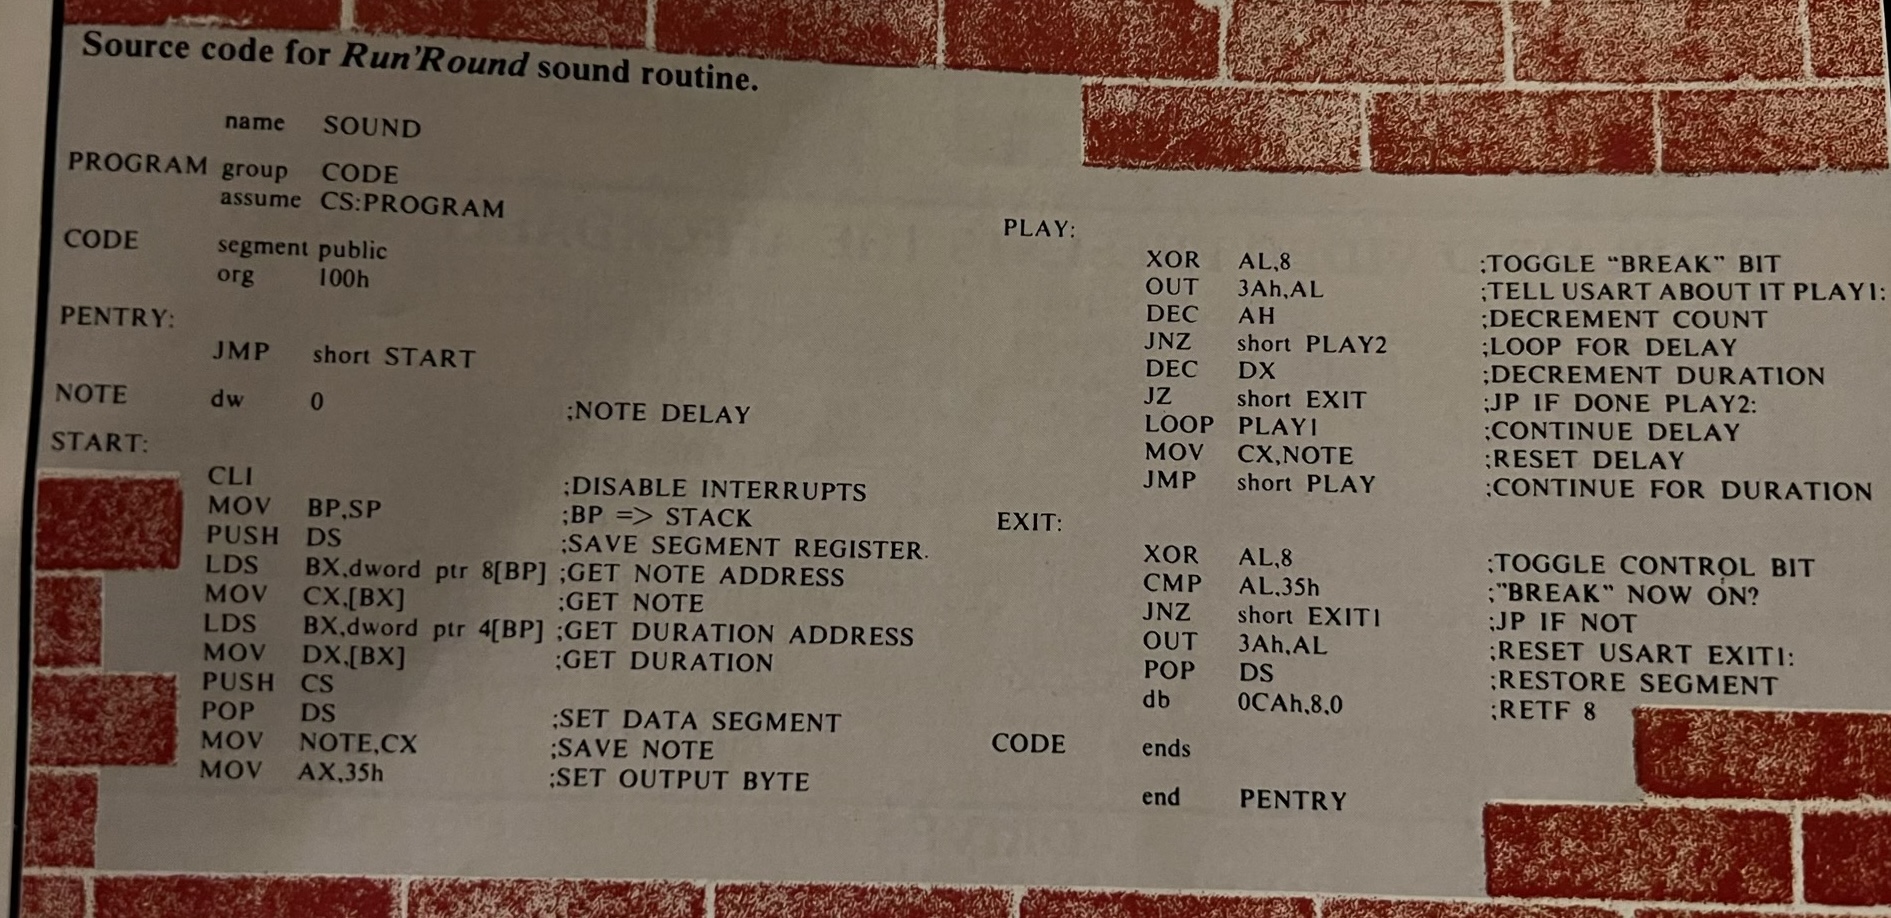 Source code for Run'Round sound routine.
name SOUND
PROGRAM group CODE
assume CS:PROGRAM
CODE segment public
org 100h
PENTRY:
JMP short START
NOTE dw 0 ;NOTE DELAY
START:
CLI ;DISABLE INTERRUPTS
MOV BP,SP ;BP => STACK
PUSH DS ;SAVE SEGMENT REGISTER.
LDS BX,dword ptr 8[BP] ;GET NOTE ADDRESS
MOV CX,[BX] ;GET NOTE
LDS BX,dword ptr 4[BP] ;GET DURATION ADDRESS
MOV DX,[BX] ;GET DURATION
PUSH CS
POP DS ;SET DATA SEGMENT
MOV NOTE,CX ;SAVE NOTE
MOV AX,35h ;SET OUTPUT BYTE
PLAY:
XOR AL,8 ;TOGGLE “BREAK” BIT
OUT 3Ah,AL ;TELL USART ABOUT IT PLAY1:
DEC AH ;DECREMENT COUNT
JNZ short PLAY2 ;LOOP FOR DELAY
DEC DX ;DECREMENT DURATION
JZ short EXIT ;JP IF DONE PLAY2:
LOOP PLAY1 ;CONTINUE DELAY
MOV CX,NOTE ;RESET DELAY
JMP short PLAY ;CONTINUE FOR DURATION
EXIT:
XOR AL,8 ;TOGGLE CONTROL BIT
CMP AL,35h ;"BREAK" NOW ON?
JNZ short EXIT1 ;JP IF NOT
OUT 3Ah,AL ;RESET USART EXIT1:
POP DS ;RESTORE SEGMENT
db 0CAh,8,0 ;RETF 8
CODE ends
end PENTRY